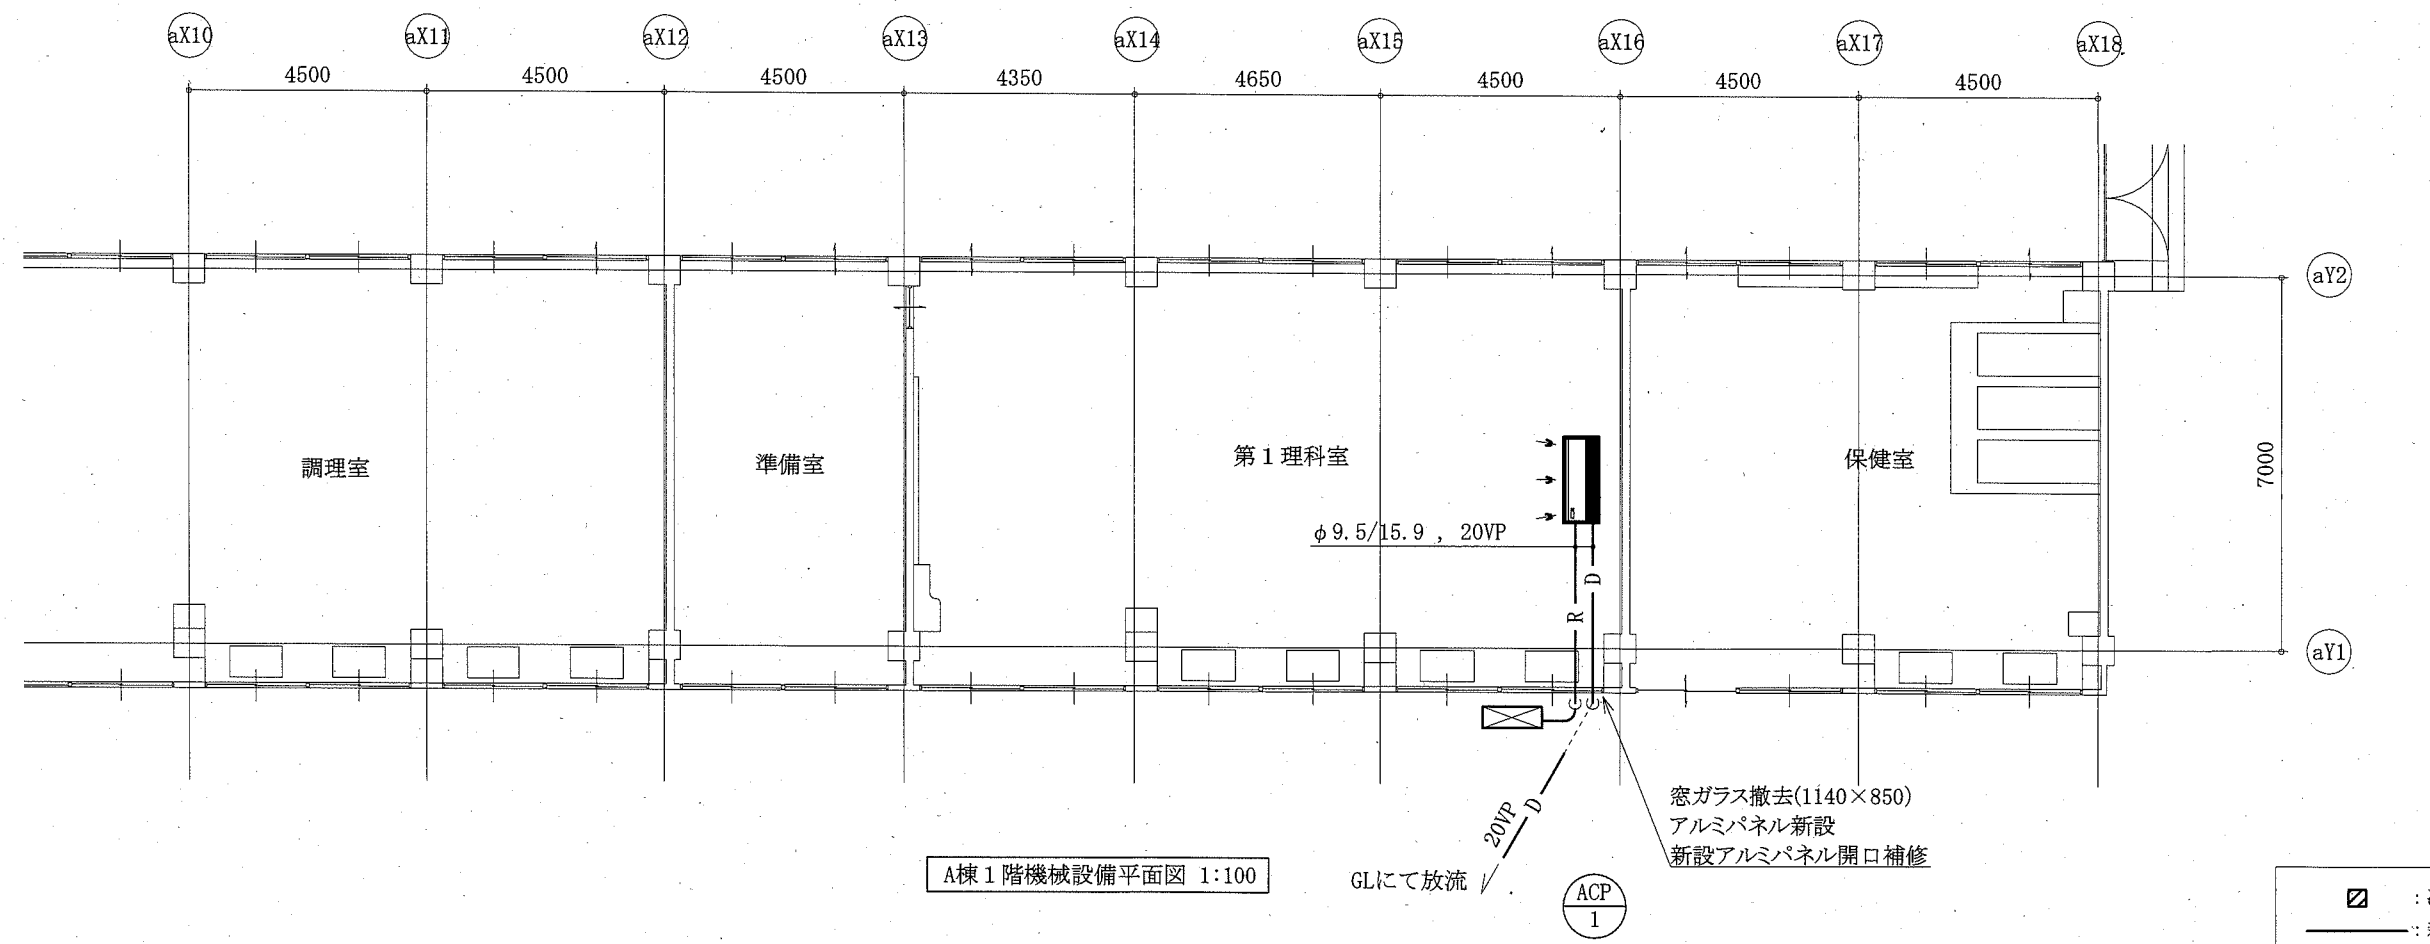 aX10 aX11 aX12 aX13 aX14 aX15 aX16 aX17 aX18
4500 4500 4500 4350 4650 4500 4500 4500
aY2
調理室
準備室
第1理科室
保健室
7000
φ9.5/15.9 , 20VP
D
R
aY1
窓ガラス撤去(1140×850)
アルミパネル新設
新設アルミパネル開口補修
20VP
D
A棟1階機械設備平面図 1:100
GLにて放流
ACP
1